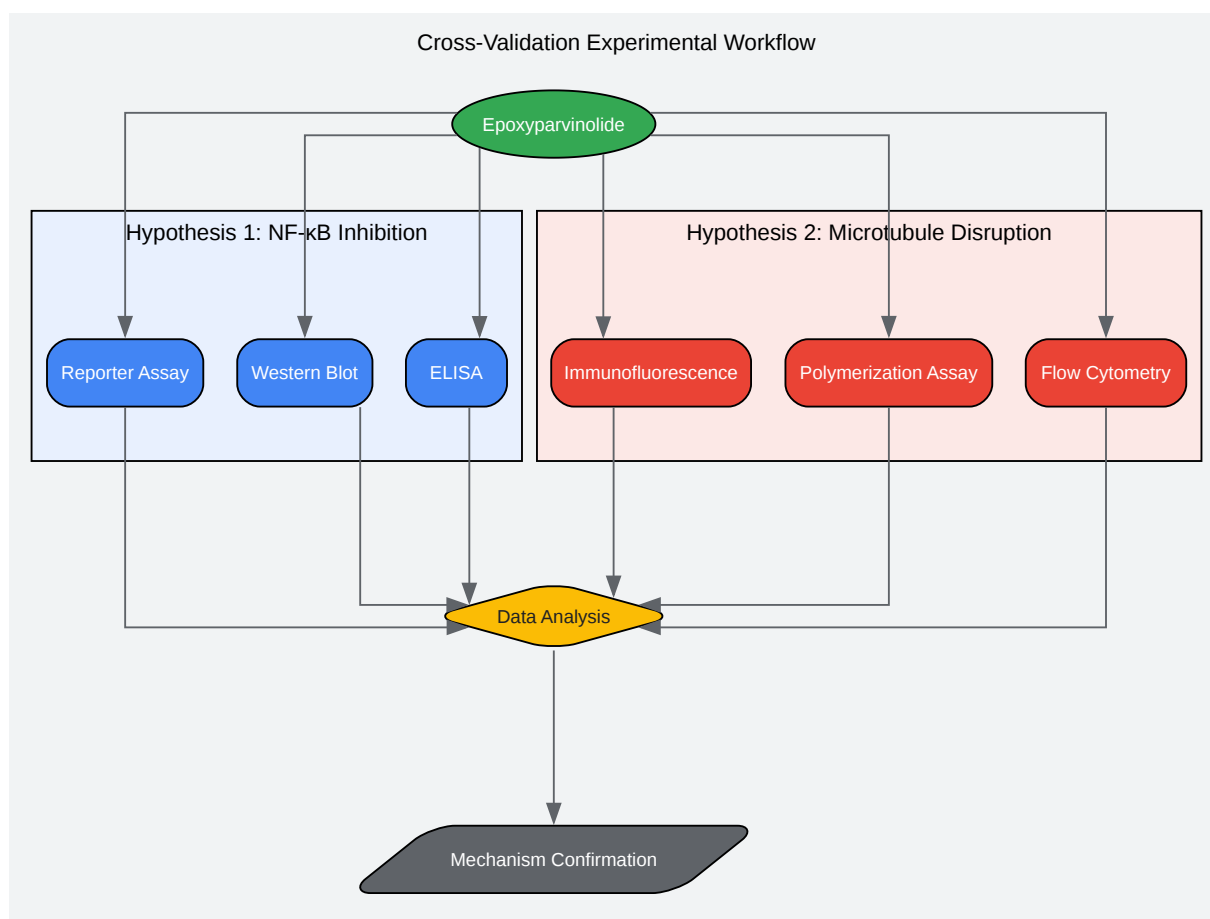 Cross-Validation Experimental Workflow
Epoxyparvinolide
Hypothesis 1: NF-κB Inhibition
Hypothesis 2: Microtubule Disruption
Reporter Assay
Western Blot
ELISA
Immunofluorescence
Polymerization Assay
Flow Cytometry
Data Analysis
Mechanism Confirmation